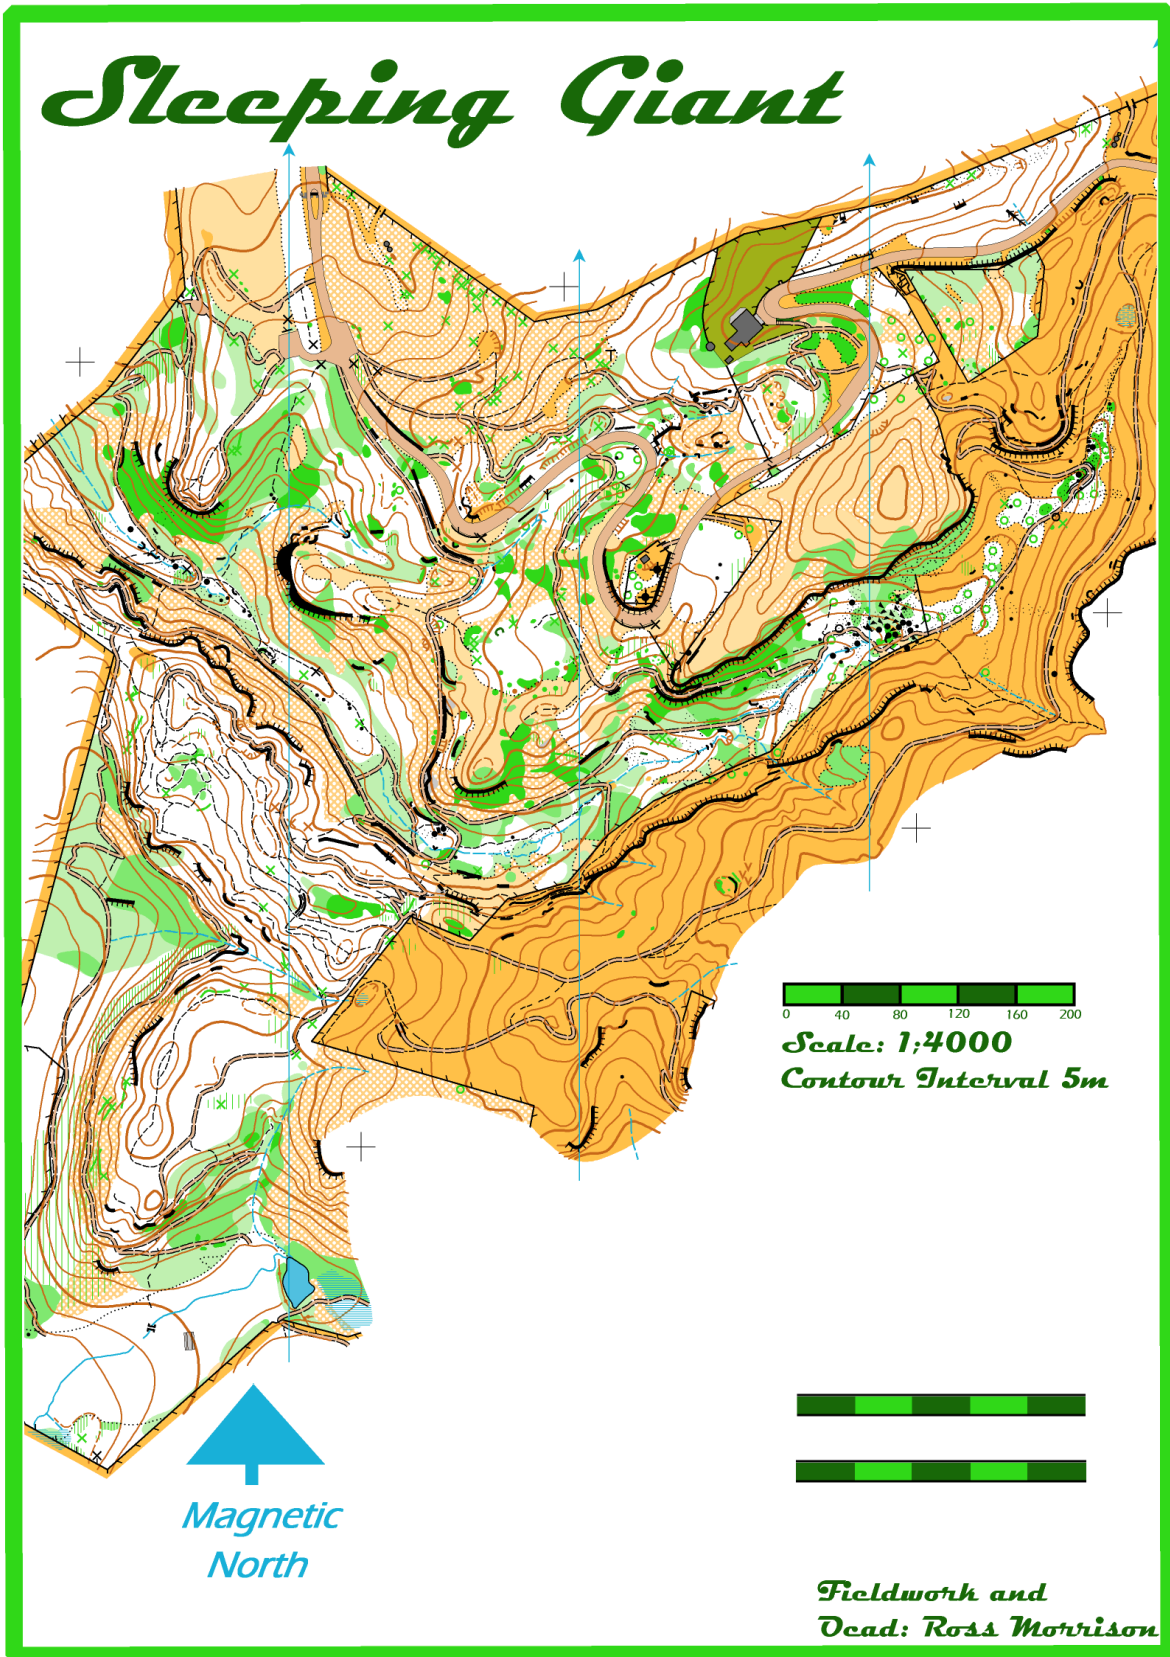 Sleeping Giant
0 40 80 120 160 200
Scale: 1;4000
Contour Interval 5m
Magnetic
North
Fieldwork and
Ocad: Ross Morrison